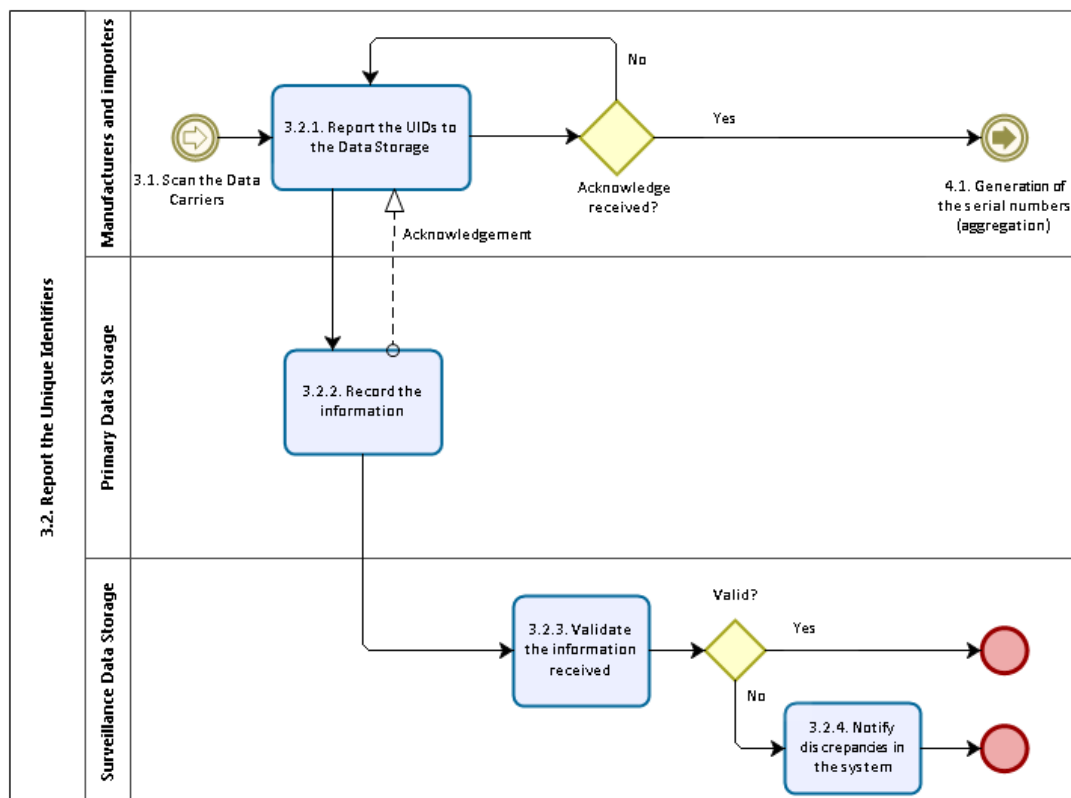 3.2. Report the Unique Identifiers
Manufacturers and importers
No
3.2.1. Report the UIDs to
the Data Storage
Yes
3.1. Scan the Data
Carriers
Acknowledge
received?
4.1. Generation of
the serial numbers
(aggregation)
Acknowledgement
Primary Data Storage
3.2.2. Record the
information
Surveillance Data Storage
Valid?
3.2.3. Validate
the information
received
Yes
No
3.2.4. Notify
discrepancies in
the system